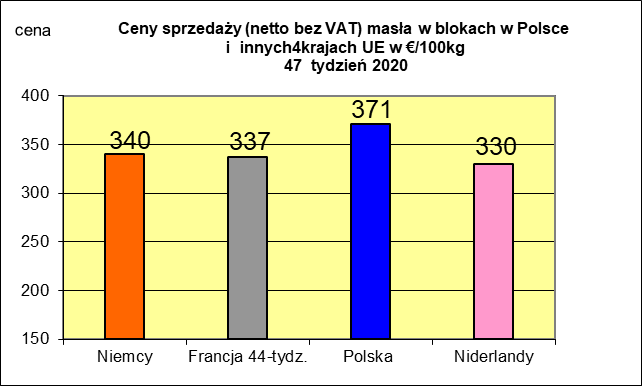 cena
Ceny sprzedaży (netto bez VAT) masła w blokach w Polsce
i innych4krajach UE w €/100kg
47 tydzień 2020
400
350
300
250
200
150
340
337
371
330
Niemcy
Francja 44-tydz.
Polska
Niderlandy